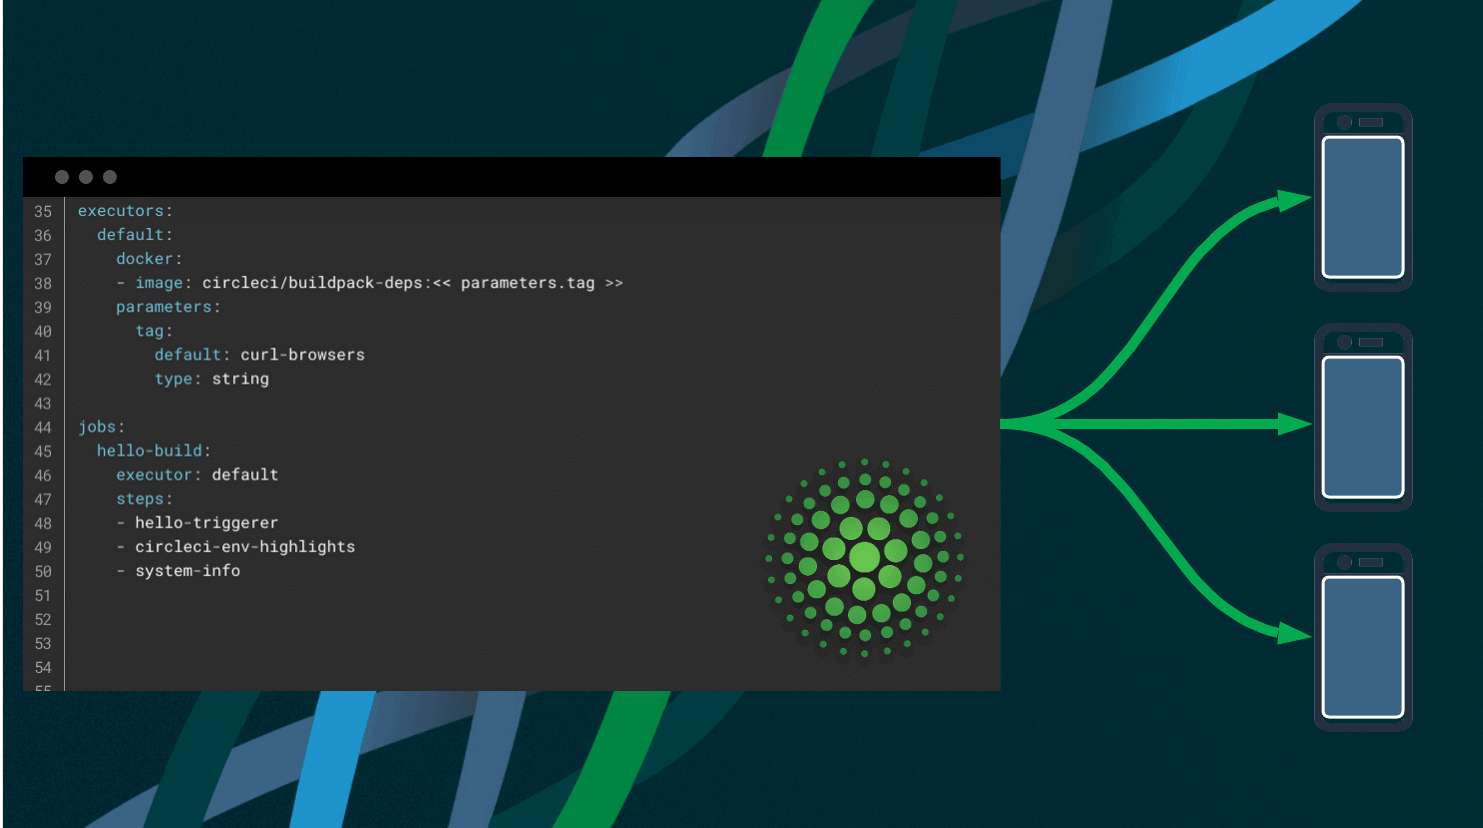 35 executors:
36 default:
37 docker:
38 - image: circleci/buildpack-deps:<< parameters.tag >>
39 parameters:
40 tag:
41 default: curl-browsers
42 type: string
43
44 jobs:
45 hello-build:
46 executor: default
47 steps:
48 - hello-triggerer
49 - circleci-env-highlights
50 - system-info
51
52
53
54
55